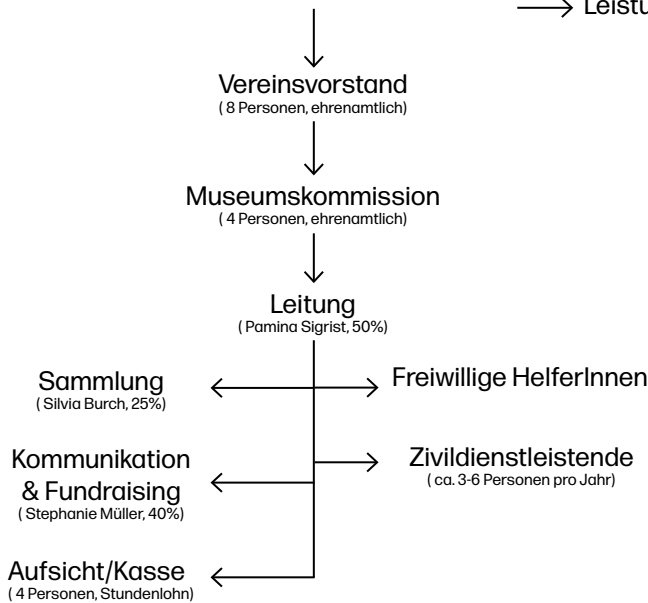 Vereinsvorstand
( 8 Personen, ehrenamtlich)
Museumskommission
( 4 Personen, ehrenamtlich)
Leitung
( Pamina Sigrist, 50%)
Sammlung
( Silvia Burch, 25%)
Freiwillige HelferInnen
Kommunikation
& Fundraising
( Stephanie Müller, 40%)
Zivildienstleistende
( ca. 3-6 Personen pro Jahr)
Aufsicht/Kasse
( 4 Personen, Stundenlohn)